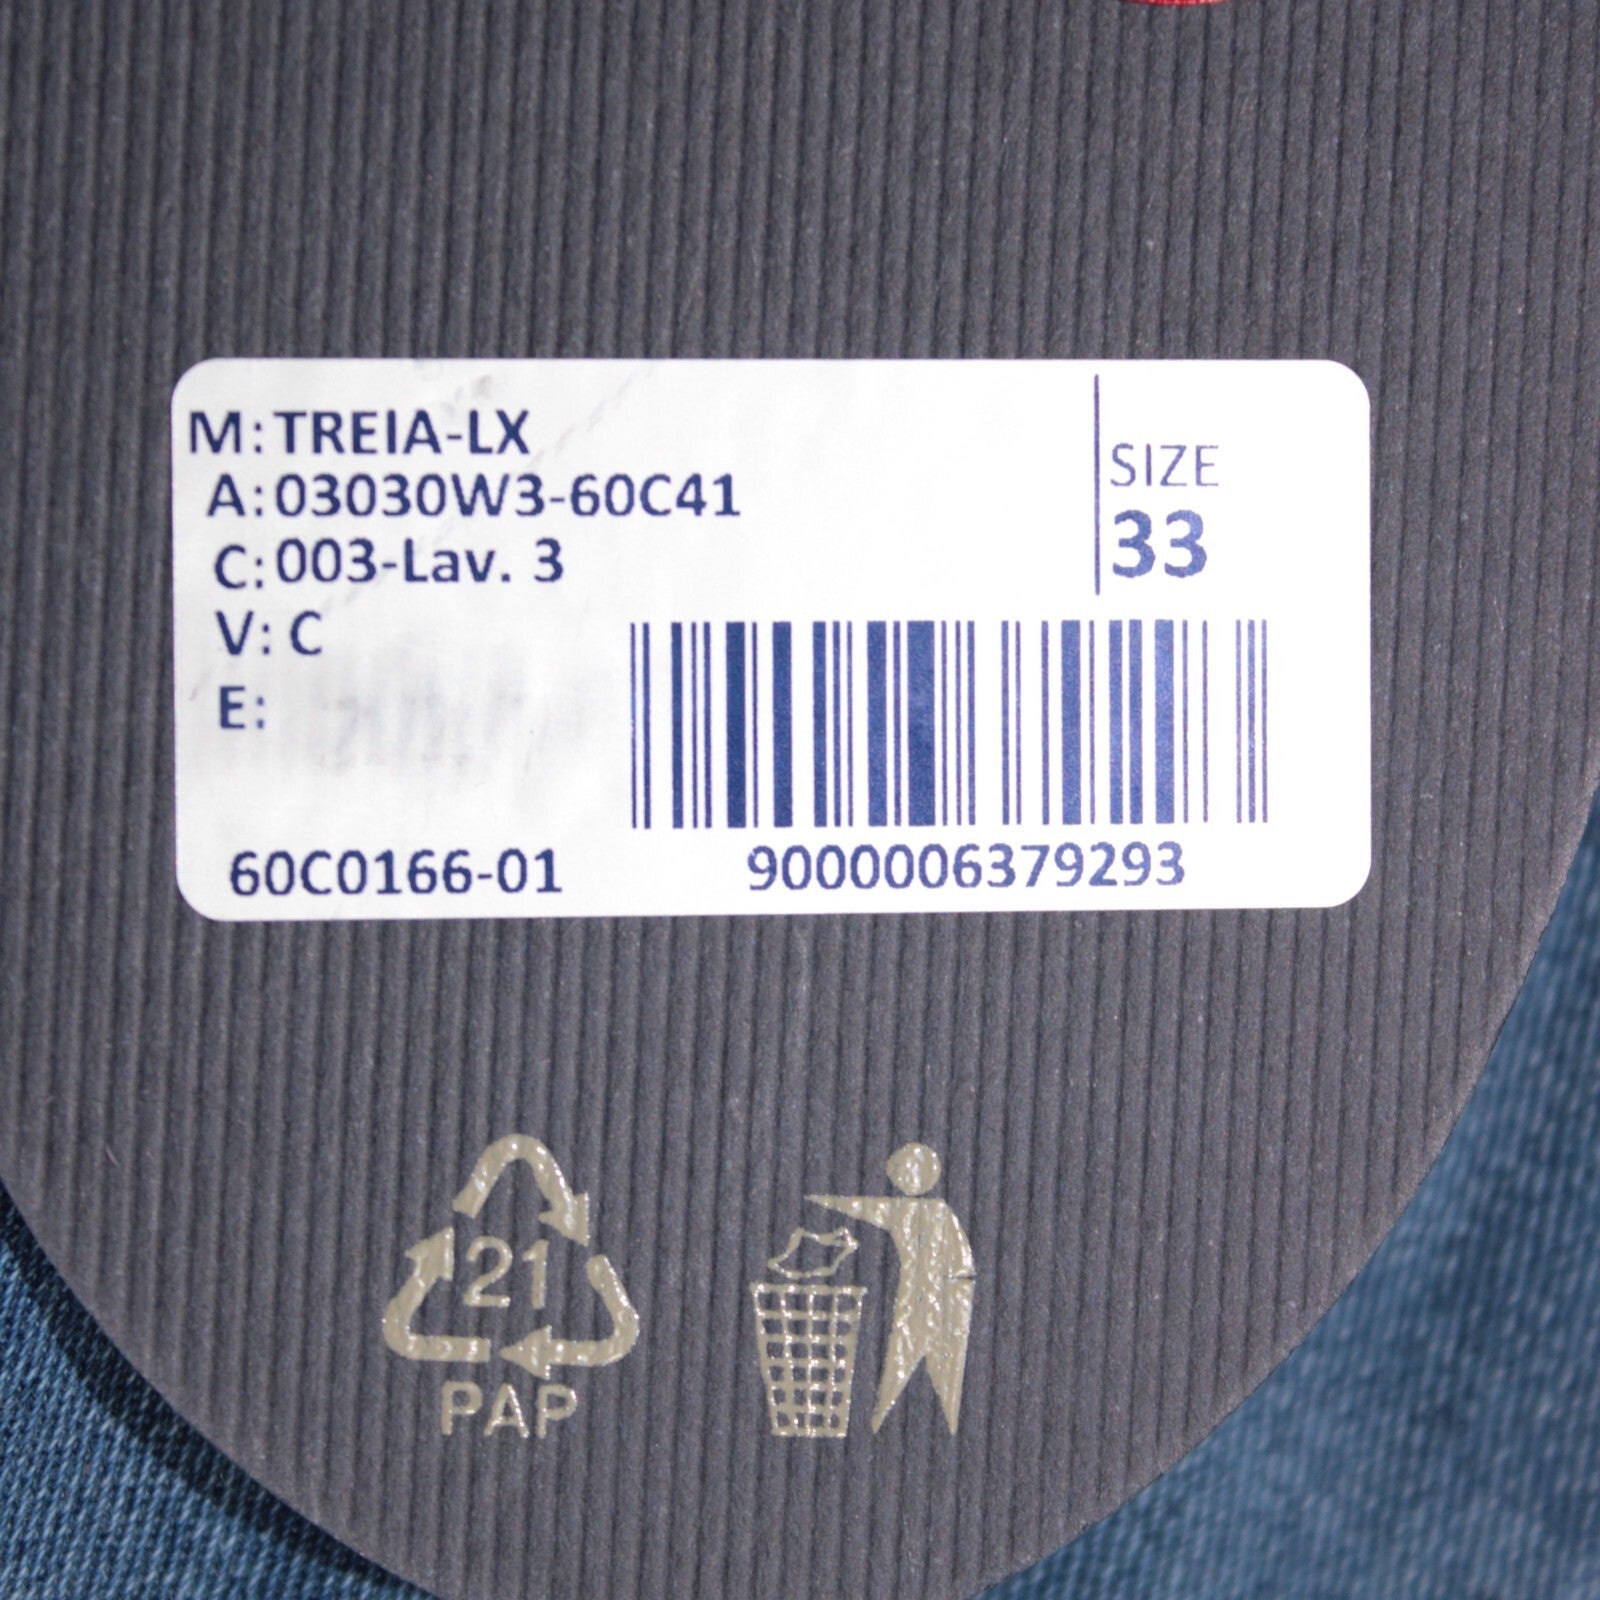 M: TREIA-LX
A: 03030W3-60C41
C: 003-Lav. 3
V: C
E:
SIZE
33
60C0166-01
9000006379293
21
PAP